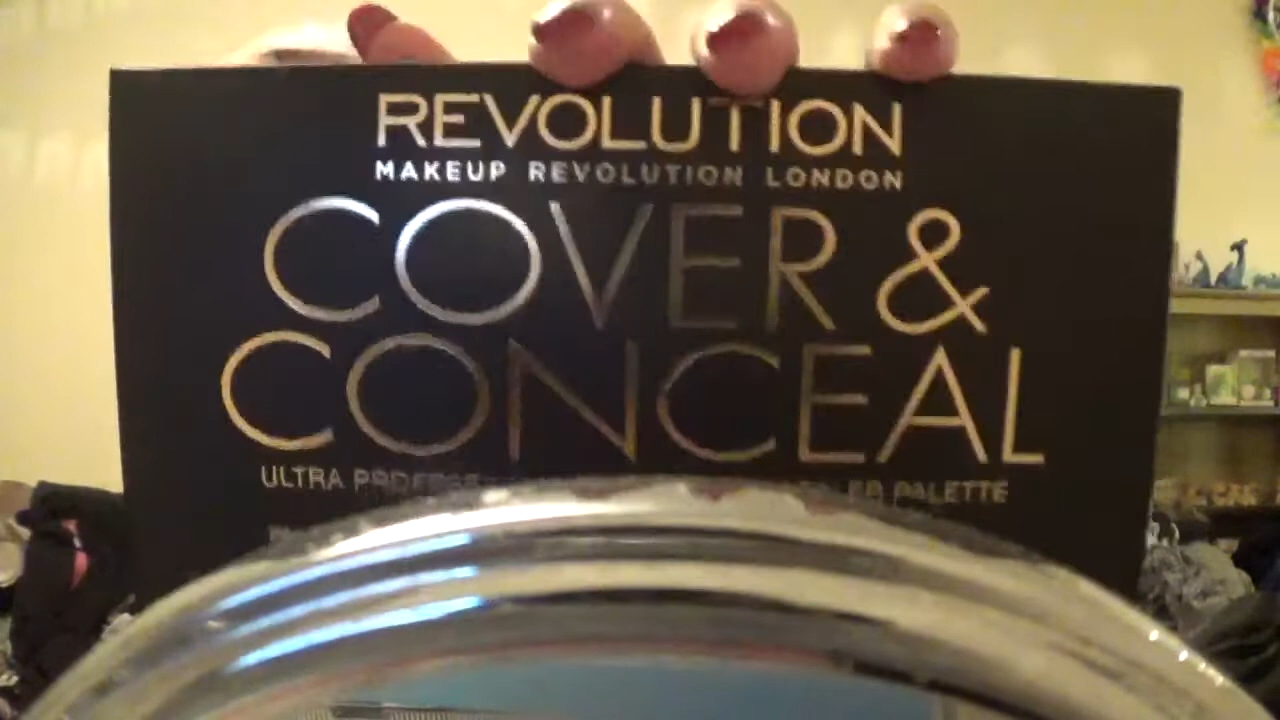 REVOLUTION
MAKEUP REVOLUTION LONDON
COVER &
CONCEAL
ULTRA PALETTE